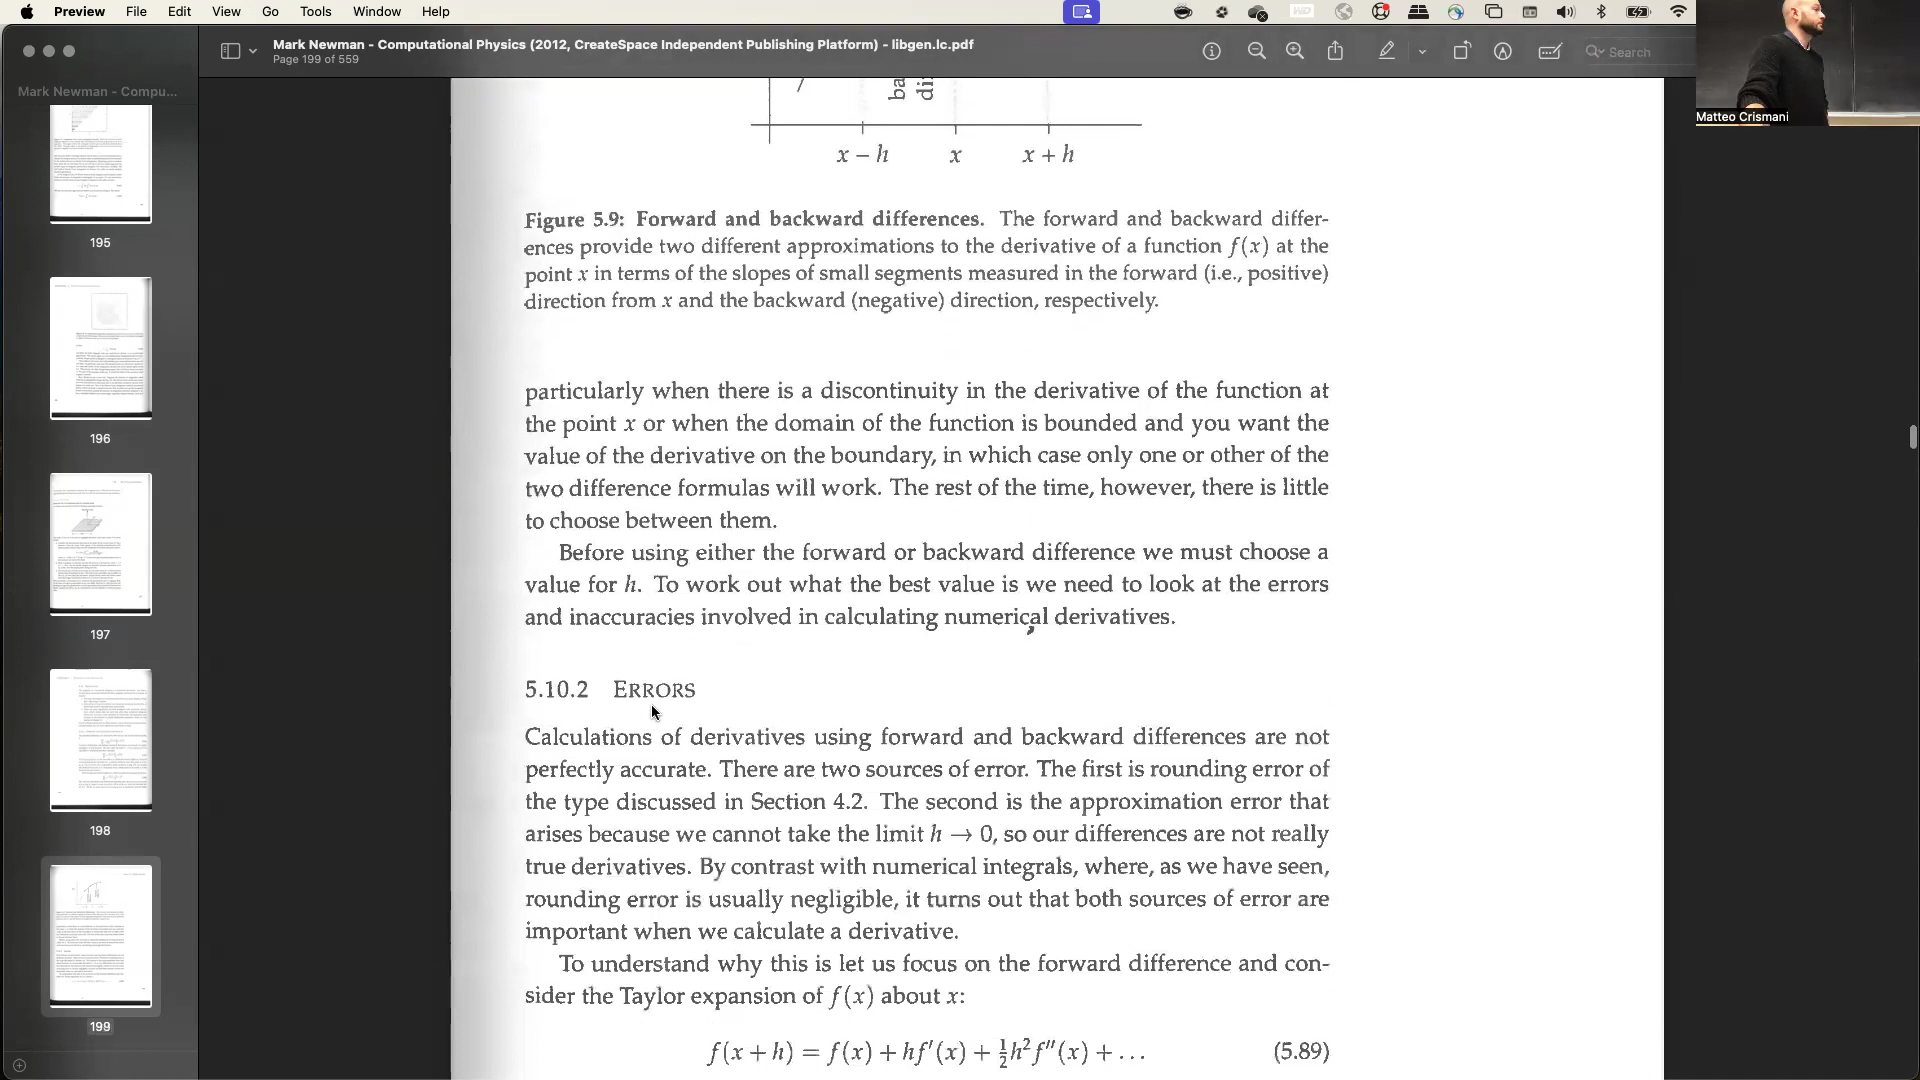 Preview File Edit View Go Tools Window Help
Mark Newman - Computational Physics (2012, CreateSpace Independent Publishing Platform) - libgen.lc.pdf
Page 199 of 559
Search
Mark Newman - Compu...
195
196
197
198
199
Matteo Crismani
ba
di
x − h x x + h
Figure 5.9: Forward and backward differences. The forward and backward differ-
ences provide two different approximations to the derivative of a function f(x) at the
point x in terms of the slopes of small segments measured in the forward (i.e., positive)
direction from x and the backward (negative) direction, respectively.
particularly when there is a discontinuity in the derivative of the function at
the point x or when the domain of the function is bounded and you want the
value of the derivative on the boundary, in which case only one or other of the
two difference formulas will work. The rest of the time, however, there is little
to choose between them.
Before using either the forward or backward difference we must choose a
value for h. To work out what the best value is we need to look at the errors
and inaccuracies involved in calculating numerical derivatives.
5.10.2 ERRORS
Calculations of derivatives using forward and backward differences are not
perfectly accurate. There are two sources of error. The first is rounding error of
the type discussed in Section 4.2. The second is the approximation error that
arises because we cannot take the limit h → 0, so our differences are not really
true derivatives. By contrast with numerical integrals, where, as we have seen,
rounding error is usually negligible, it turns out that both sources of error are
important when we calculate a derivative.
To understand why this is let us focus on the forward difference and con-
sider the Taylor expansion of f(x) about x:
f(x + h) = f(x) + hf′(x) + ½h²f″(x) + ... (5.89)